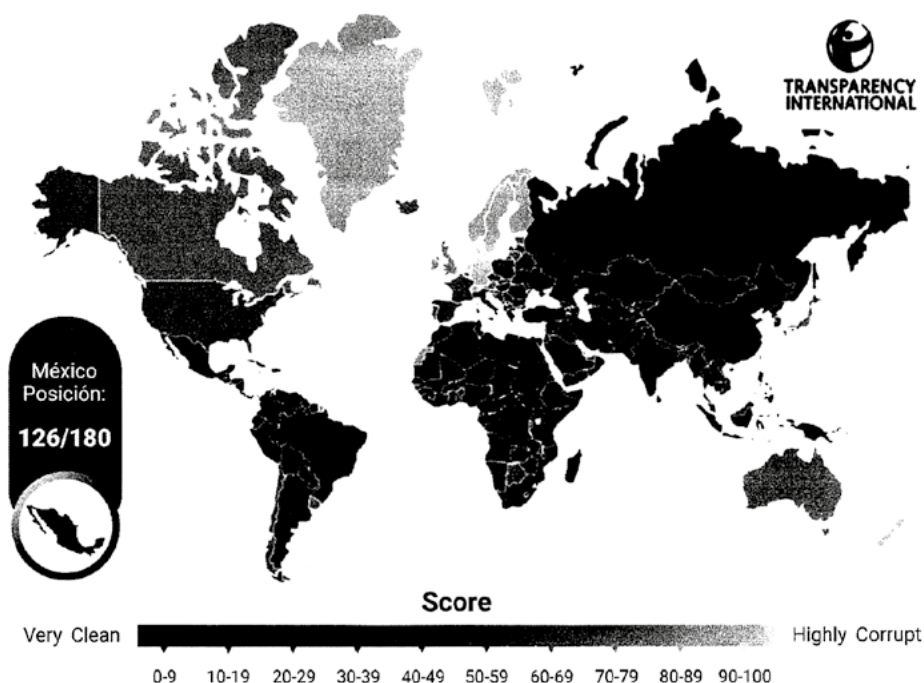 TRANSPARENCY
INTERNATIONAL
México
Posición:
126/180
Score
Very Clean
Highly Corrupt
0-9 10-19 20-29 30-39 40-49 50-59 60-69 70-79 80-89 90-100